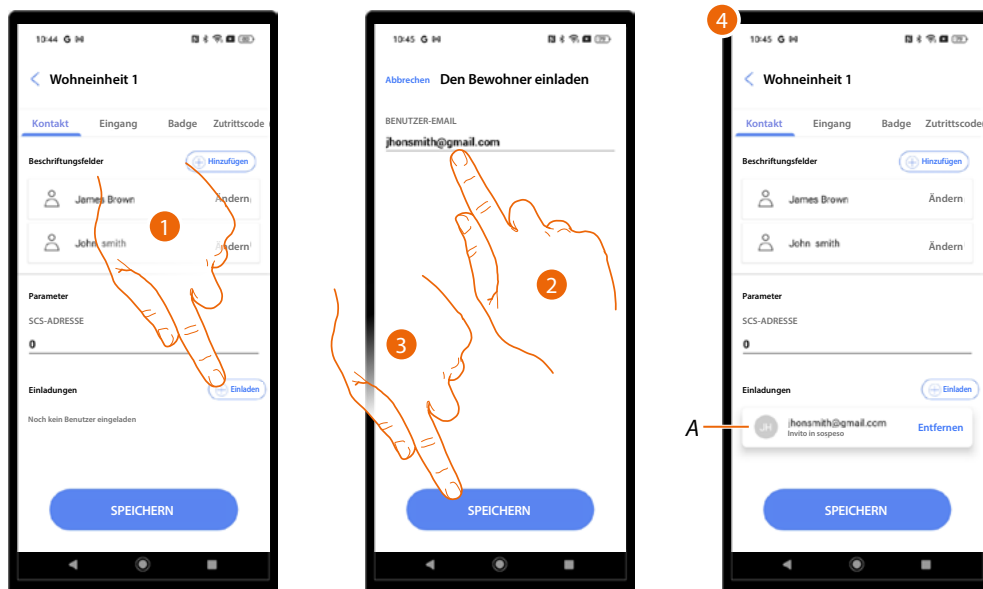 10:44 G
Wohneinheit 1
Kontakt Eingang Badge Zutrittscode
Beschriftungsfelder
Hinzufügen
James Brown Ändern
John smith Ändern
1
Parameter
SCS-ADRESSE
0
Einladungen
Einladen
Noch kein Benutzer eingeladen
SPEICHERN
10:45 G
Abbrechen Den Bewohner einladen
BENUTZER-EMAIL
jhonsmith@gmail.com
2
3
SPEICHERN
4
10:45 G
Wohneinheit 1
Kontakt Eingang Badge Zutrittscode
Beschriftungsfelder
Hinzufügen
James Brown Ändern
John smith Ändern
Parameter
SCS-ADRESSE
0
Einladungen
Einladen
A
JH
jhonsmith@gmail.com Entfernen
Invito in sospeso
SPEICHERN